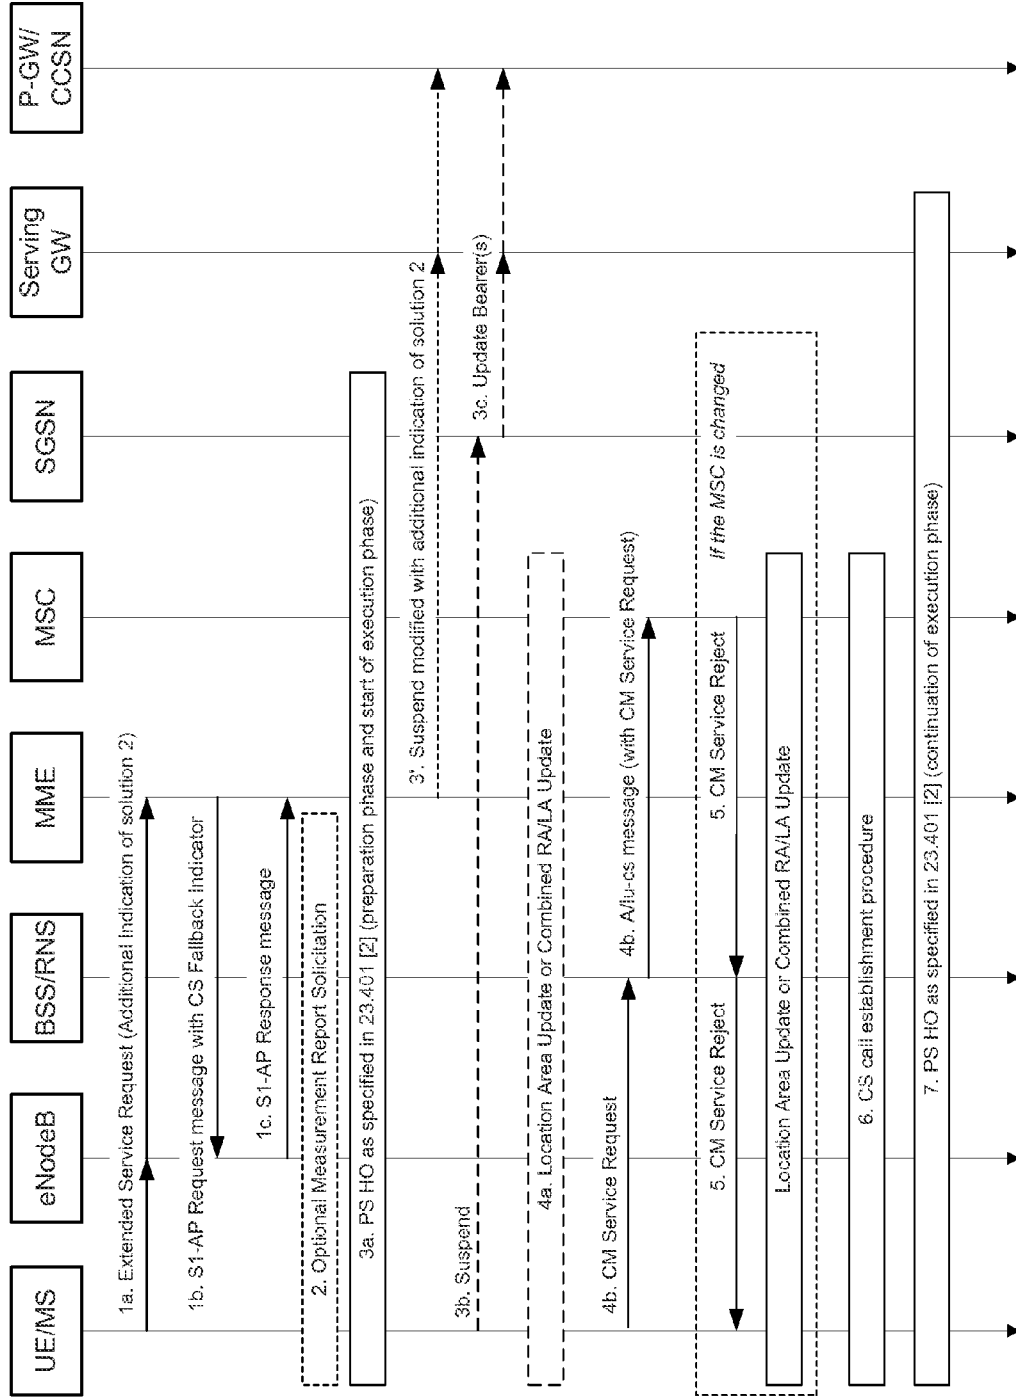 UE/MS
eNodeB
BSS/RNS
MME
MSC
SGSN
Serving
GW
P-GW/
CCSN
1a. Extended Service Request (Additional Indication of solution 2)
1b. S1-AP Request message with CS Fallback Indicator
1c. S1-AP Response message
2. Optional Measurement Report Solicitation
3a. PS HO as specified in 23.401 [2] (preparation phase and start of execution phase)
3'. Suspend modified with additional indication of solution 2
3b. Suspend
3c. Update Bearer(s)
4a. Location Area Update or Combined RA/LA Update
4b. CM Service Request
4b. A/Iu-cs message (with CM Service Request)
5. CM Service Reject
5. CM Service Reject
If the MSC is changed
Location Area Update or Combined RA/LA Update
6. CS call establishment procedure
7. PS HO as specified in 23.401 [2] (continuation of execution phase)